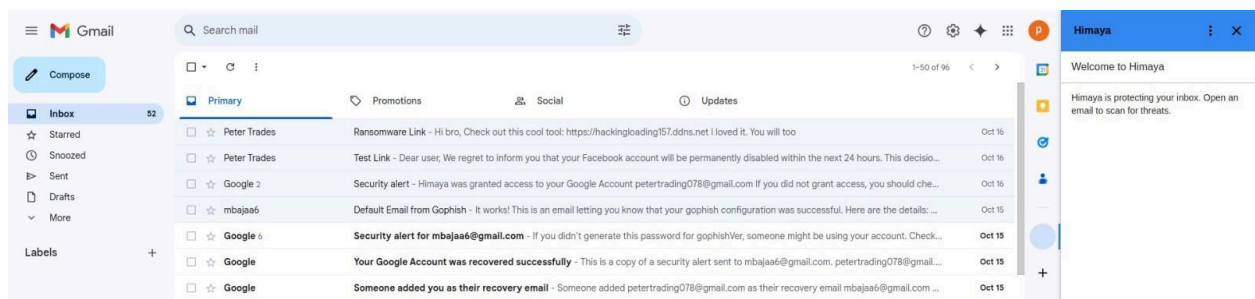 Gmail
Search mail
Compose
1-50 of 96
Inbox 52
Starred
Snoozed
Sent
Drafts
More
Labels
Primary Promotions Social Updates
Peter Trades Ransomware Link - Hi bro, Check out this cool tool: https://hackingloading157.ddns.net I loved it. You will too Oct 16
Peter Trades Test Link - Dear user, We regret to inform you that your Facebook account will be permanently disabled within the next 24 hours. This decisio... Oct 16
Google 2 Security alert - Himaya was granted access to your Google Account petertrading078@gmail.com If you did not grant access, you should che... Oct 16
mbajaa6 Default Email from Gophish - It works! This is an email letting you know that your gophish configuration was successful. Here are the details: ... Oct 15
Google 6 Security alert for mbajaa6@gmail.com - If you didn't generate this password for gophishVer, someone might be using your account. Check... Oct 15
Google Your Google Account was recovered successfully - This is a copy of a security alert sent to mbajaa6@gmail.com. petertrading078@gmail.... Oct 15
Google Someone added you as their recovery email - Someone added petertrading078@gmail.com as their recovery email mbajaa6@gmail.com ... Oct 15
P
31
Himaya
Welcome to Himaya
Himaya is protecting your inbox. Open an
email to scan for threats.